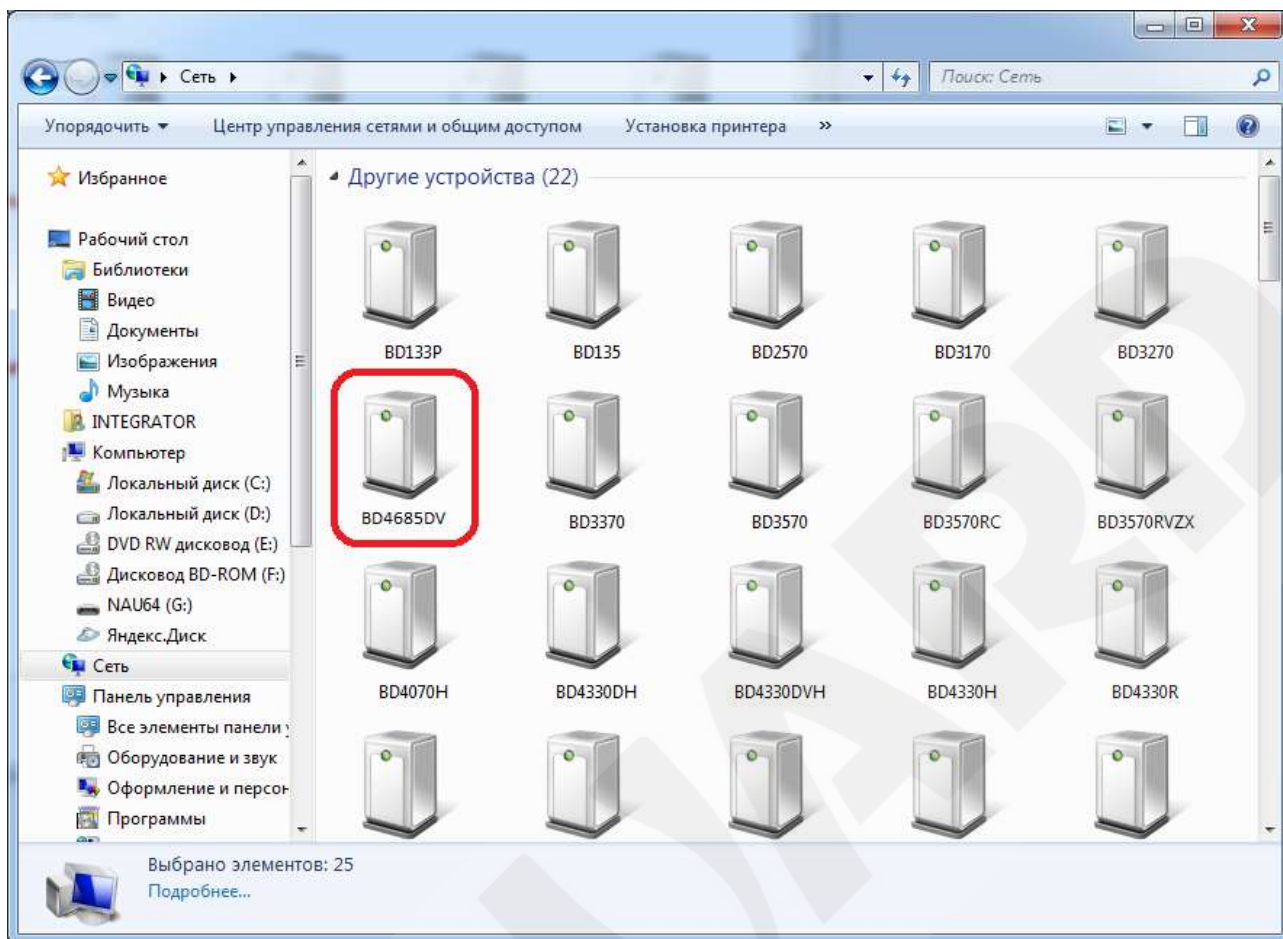 Сеть
Поиск: Сеть
Упорядочить Центр управления сетями и общим доступом Установка принтера »
Избранное
Рабочий стол
Библиотеки
Видео
Документы
Изображения
Музыка
INTEGRATOR
Компьютер
Локальный диск (C:)
Локальный диск (D:)
DVD RW дисковод (E:)
Дисковод BD-ROM (F:)
NAU64 (G:)
Яндекс.Диск
Сеть
Панель управления
Все элементы панели
Оборудование и звук
Оформление и персон
Программы
Другие устройства (22)
BD133P BD135 BD2570 BD3170 BD3270
BD4685DV BD3370 BD3570 BD3570RC BD3570RVZX
BD4070H BD4330DH BD4330DVH BD4330H BD4330R
Выбрано элементов: 25
Подробнее...